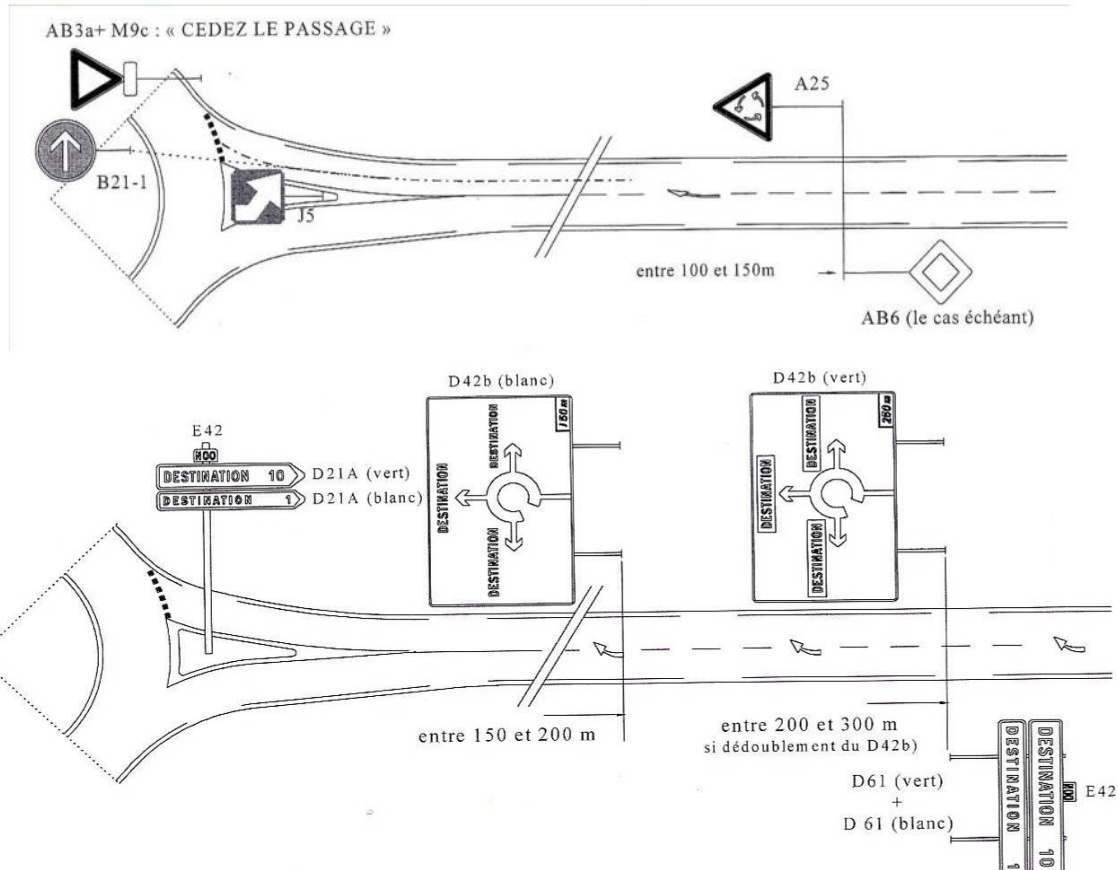 AB3a+ M9c : « CEDEZ LE PASSAGE »
A25
B21-1
J5
entre 100 et 150m
AB6 (le cas échéant)
D42b (blanc)
D42b (vert)
E42
N00
DESTINATION 10
D21A (vert)
DESTINATION 1
D21A (blanc)
150m
DESTINATION
DESTINATION
DESTINATION
250m
DESTINATION
DESTINATION
DESTINATION
entre 150 et 200 m
entre 200 et 300 m
si dédoublement du D42b)
D61 (vert)
+
D 61 (blanc)
DESTINATION 1
DESTINATION 10
N00
E42